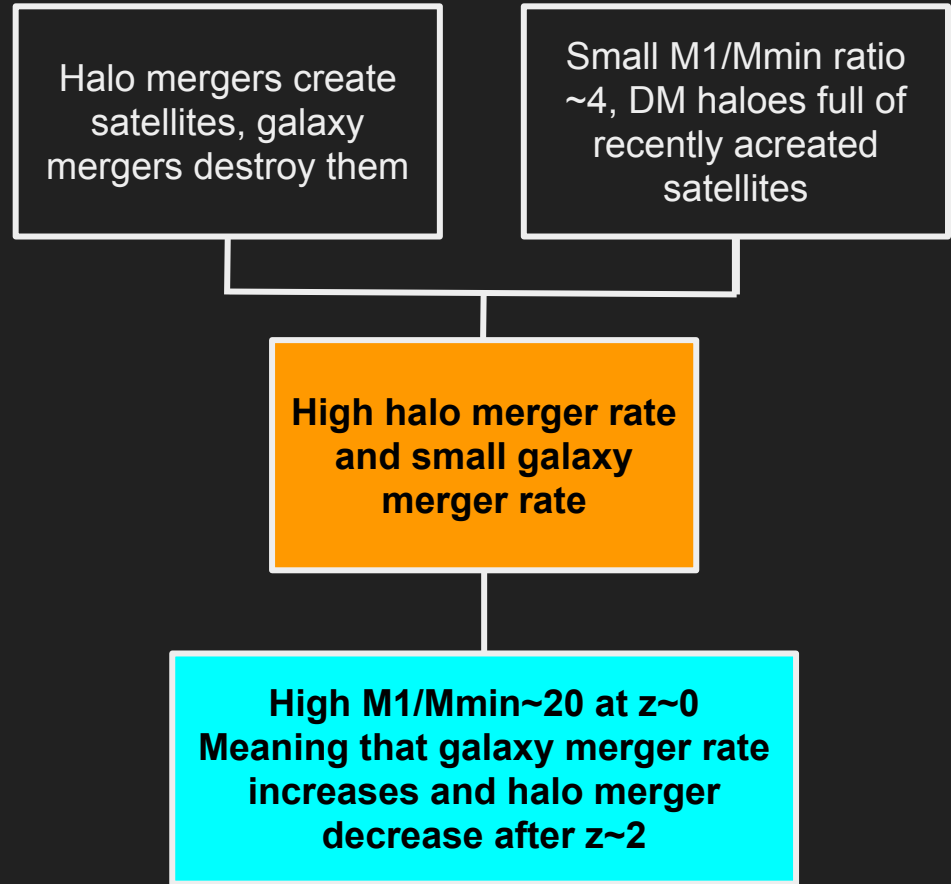 Halo mergers create
satellites, galaxy
mergers destroy them
Small M1/Mmin ratio
~4, DM haloes full of
recently acreated
satellites
High halo merger rate
and small galaxy
merger rate
High M1/Mmin~20 at z~0
Meaning that galaxy merger rate
increases and halo merger
decrease after z~2